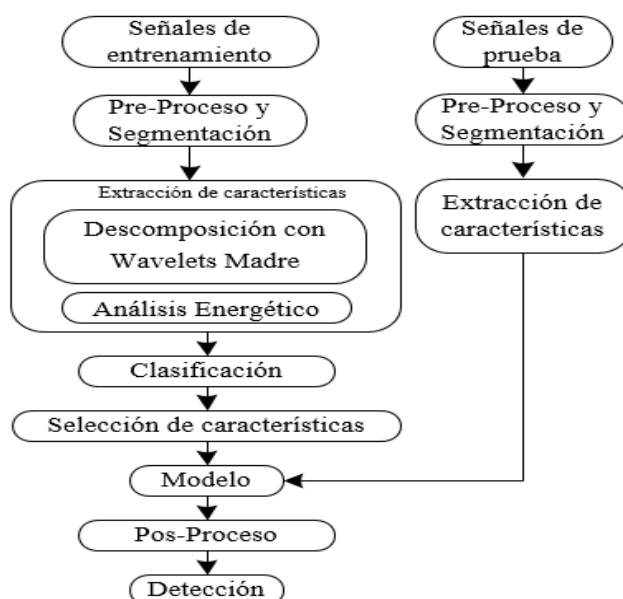 Señales de
entrenamiento
Pre-Proceso y
Segmentación
Extracción de características
Descomposición con
Wavelets Madre
Análisis Energético
Clasificación
Selección de características
Modelo
Pos-Proceso
Detección
Señales de
prueba
Pre-Proceso y
Segmentación
Extracción de
características